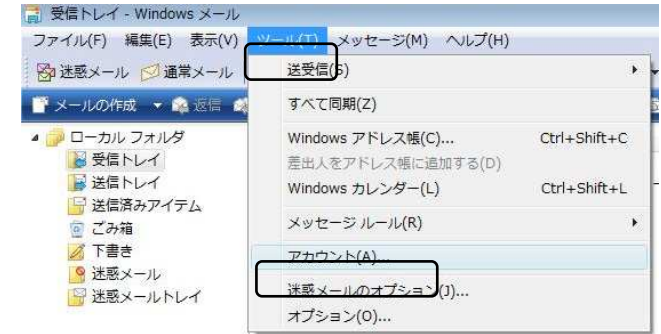 受信トレイ - Windows メール
ファイル(F) 編集(E) 表示(V) ツール(T) メッセージ(M) ヘルプ(H)
迷惑メール 通常メール
メールの作成 返信
ローカル フォルダ
受信トレイ
送信トレイ
送信済みアイテム
ごみ箱
下書き
迷惑メール
迷惑メールトレイ
送受信(S)
すべて同期(Z)
Windows アドレス帳(C)... Ctrl+Shift+C
差出人をアドレス帳に追加する(D)
Windows カレンダー(L) Ctrl+Shift+L
メッセージ ルール(R)
アカウント(A)...
迷惑メールのオプション(J)...
オプション(O)...